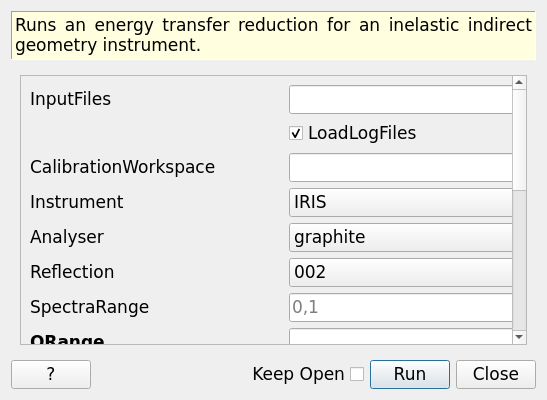 Runs an energy transfer reduction for an inelastic indirect
geometry instrument.
InputFiles
LoadLogFiles
CalibrationWorkspace
Instrument IRIS
Analyser graphite
Reflection 002
SpectraRange 0,1
QRange
? Keep Open Run Close